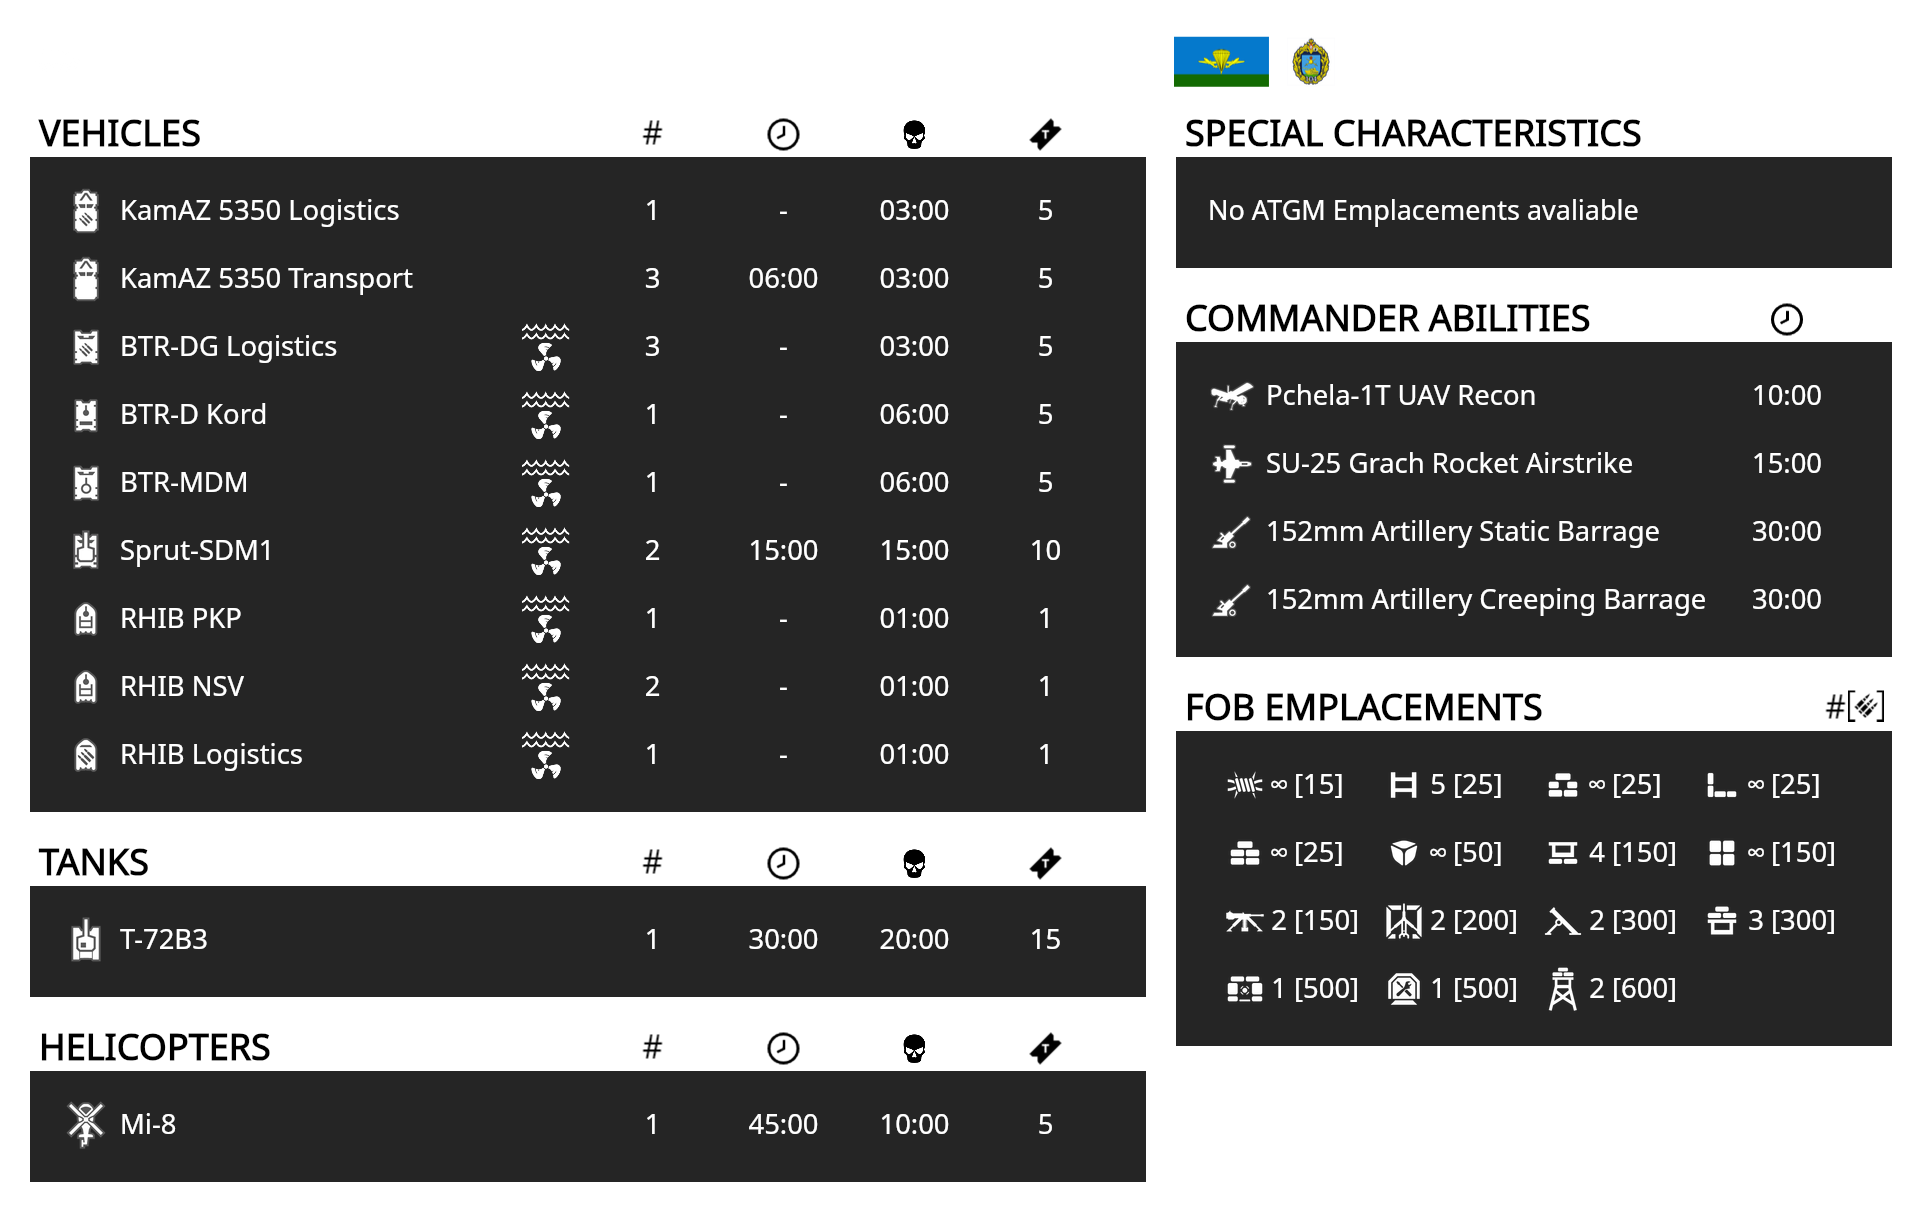 VEHICLES #
KamAZ 5350 Logistics 1 - 03:00 5
KamAZ 5350 Transport 3 06:00 03:00 5
BTR-DG Logistics 3 - 03:00 5
BTR-D Kord 1 - 06:00 5
BTR-MDM 1 - 06:00 5
Sprut-SDM1 2 15:00 15:00 10
RHIB PKP 1 - 01:00 1
RHIB NSV 2 - 01:00 1
RHIB Logistics 1 - 01:00 1
TANKS #
T-72B3 1 30:00 20:00 15
HELICOPTERS #
Mi-8 1 45:00 10:00 5
SPECIAL CHARACTERISTICS
No ATGM Emplacements avaliable
COMMANDER ABILITIES
Pchela-1T UAV Recon 10:00
SU-25 Grach Rocket Airstrike 15:00
152mm Artillery Static Barrage 30:00
152mm Artillery Creeping Barrage 30:00
FOB EMPLACEMENTS #[]
∞ [15] 5 [25] ∞ [25] ∞ [25]
∞ [25] ∞ [50] 4 [150] ∞ [150]
2 [150] 2 [200] 2 [300] 3 [300]
1 [500] 1 [500] 2 [600]